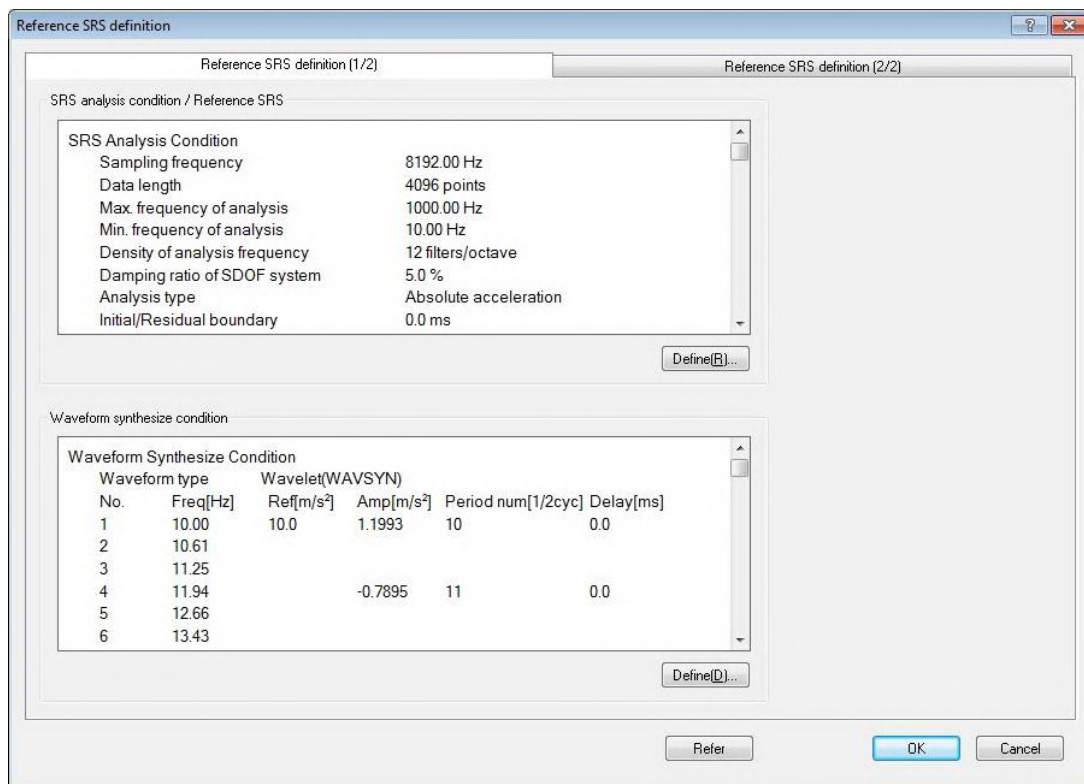 Reference SRS definition
Reference SRS definition (1/2) Reference SRS definition (2/2)
SRS analysis condition / Reference SRS
SRS Analysis Condition
Sampling frequency 8192.00 Hz
Data length 4096 points
Max. frequency of analysis 1000.00 Hz
Min. frequency of analysis 10.00 Hz
Density of analysis frequency 12 filters/octave
Damping ratio of SDOF system 5.0 %
Analysis type Absolute acceleration
Initial/Residual boundary 0.0 ms
Define(R)...
Waveform synthesize condition
Waveform Synthesize Condition
Waveform type Wavelet(WAVSYN)
No. Freq[Hz] Ref[m/s²] Amp[m/s²] Period num[1/2cyc] Delay[ms]
1 10.00 10.0 1.1993 10 0.0
2 10.61
3 11.25
4 11.94 -0.7895 11 0.0
5 12.66
6 13.43
Define(D)...
Refer OK Cancel